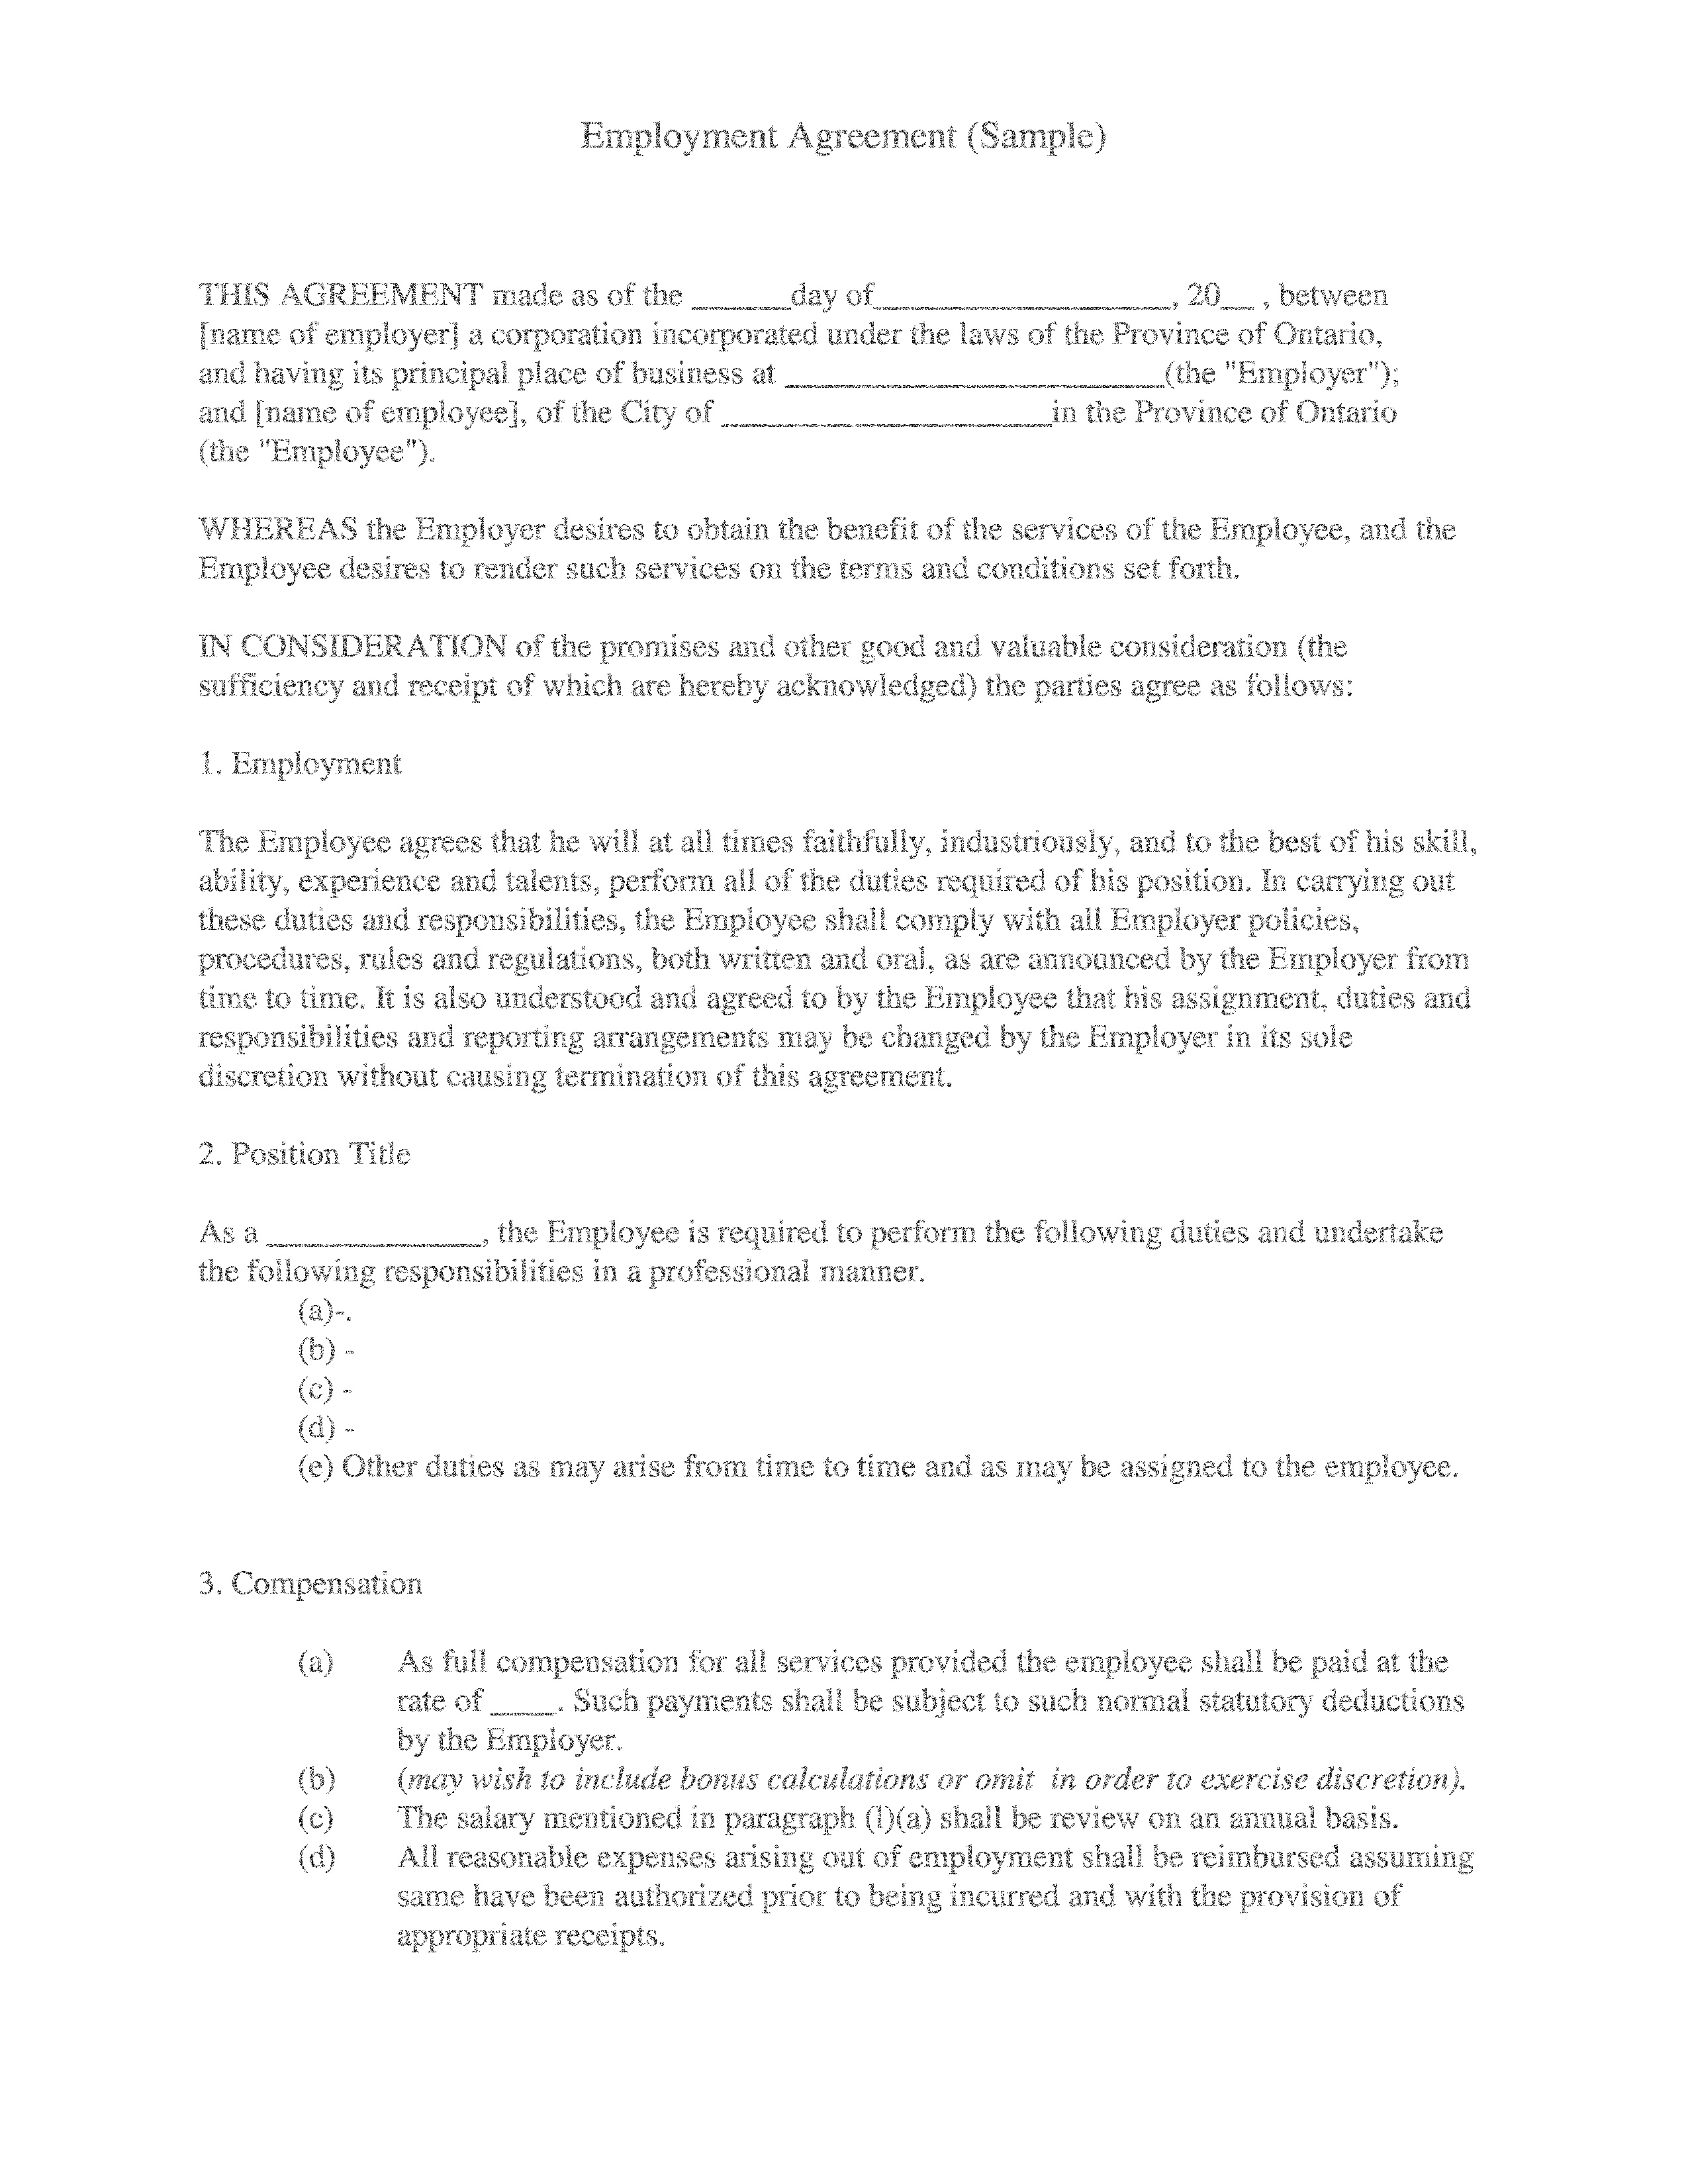 Employment Agreement (Sample)
THIS AGREEMENT made as of the ______day of__________________, 20__ , between
[name of employer] a corporation incorporated under the laws of the Province of Ontario,
and having its principal place of business at _______________________(the "Employer");
and [name of employee], of the City of ________ ____________in the Province of Ontario
(the "Employee").
WHEREAS the Employer desires to obtain the benefit of the services of the Employee, and the
Employee desires to render such services on the terms and conditions set forth.
IN CONSIDERATION of the promises and other good and valuable consideration (the
sufficiency and receipt of which are hereby acknowledged) the parties agree as follows:
1. Employment
The Employee agrees that he will at all times faithfully, industriously, and to the best of his skill,
ability, experience and talents, perform all of the duties required of his position. In carrying out
these duties and responsibilities, the Employee shall comply with all Employer policies,
procedures, rules and regulations, both written and oral, as are announced by the Employer from
time to time. It is also understood and agreed to by the Employee that his assignment, duties and
responsibilities and reporting arrangements may be changed by the Employer in its sole
discretion without causing termination of this agreement.
2. Position Title
As a _____________, the Employee is required to perform the following duties and undertake
the following responsibilities in a professional manner.
(a)-.
(b) -
(c) -
(d) -
(e) Other duties as may arise from time to time and as may be assigned to the employee.
3. Compensation
(a) As full compensation for all services provided the employee shall be paid at the
rate of ____. Such payments shall be subject to such normal statutory deductions
by the Employer.
(b) (may wish to include bonus calculations or omit in order to exercise discretion).
(c) The salary mentioned in paragraph (l)(a) shall be review on an annual basis.
(d) All reasonable expenses arising out of employment shall be reimbursed assuming
same have been authorized prior to being incurred and with the provision of
appropriate receipts.